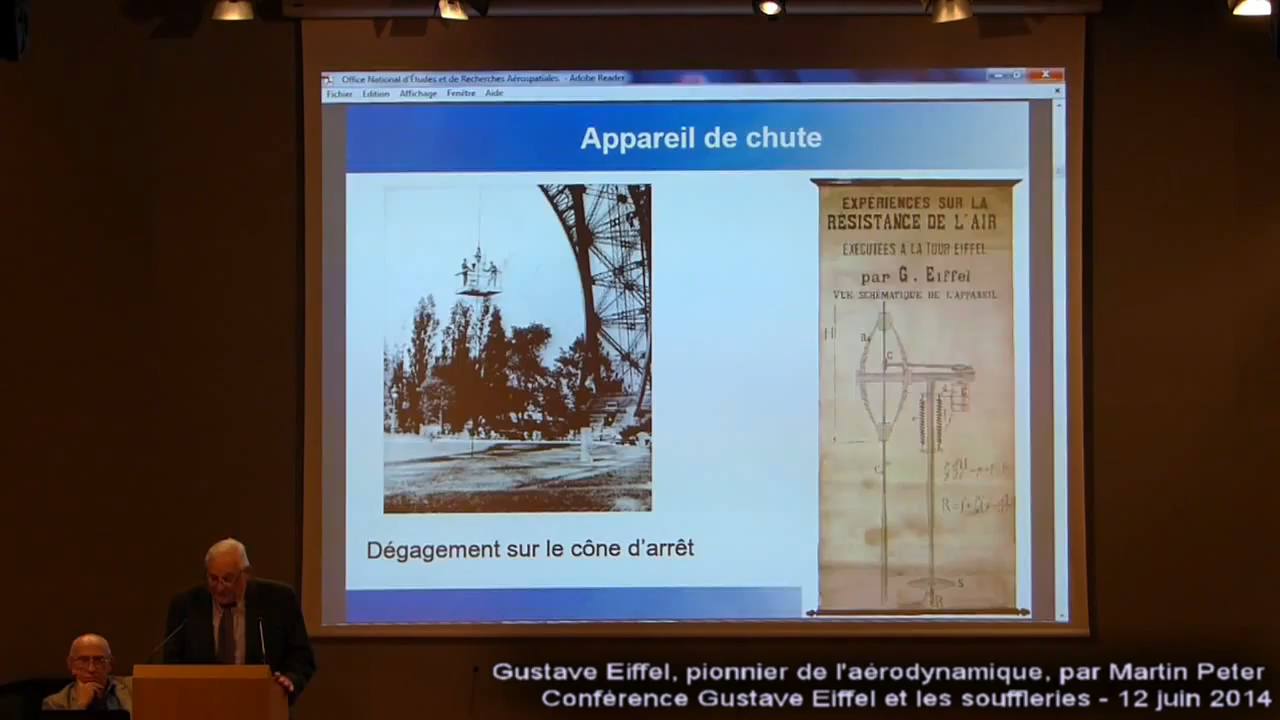 Office National d'Études et de Recherches Aérospatiales - Adobe Reader
Fichier Edition Affichage Fenêtre Aide
Appareil de chute
EXPÉRIENCES SUR LA
RÉSISTANCE DE L'AIR
EXÉCUTÉES A LA TOUR EIFFEL
par G. Eiffel
VUE SCHÉMATIQUE DE L'APPAREIL
H
C
S
Dégagement sur le cône d'arrêt
Gustave Eiffel, pionnier de l'aérodynamique, par Martin Peter
Conférence Gustave Eiffel et les souffleries - 12 juin 2014